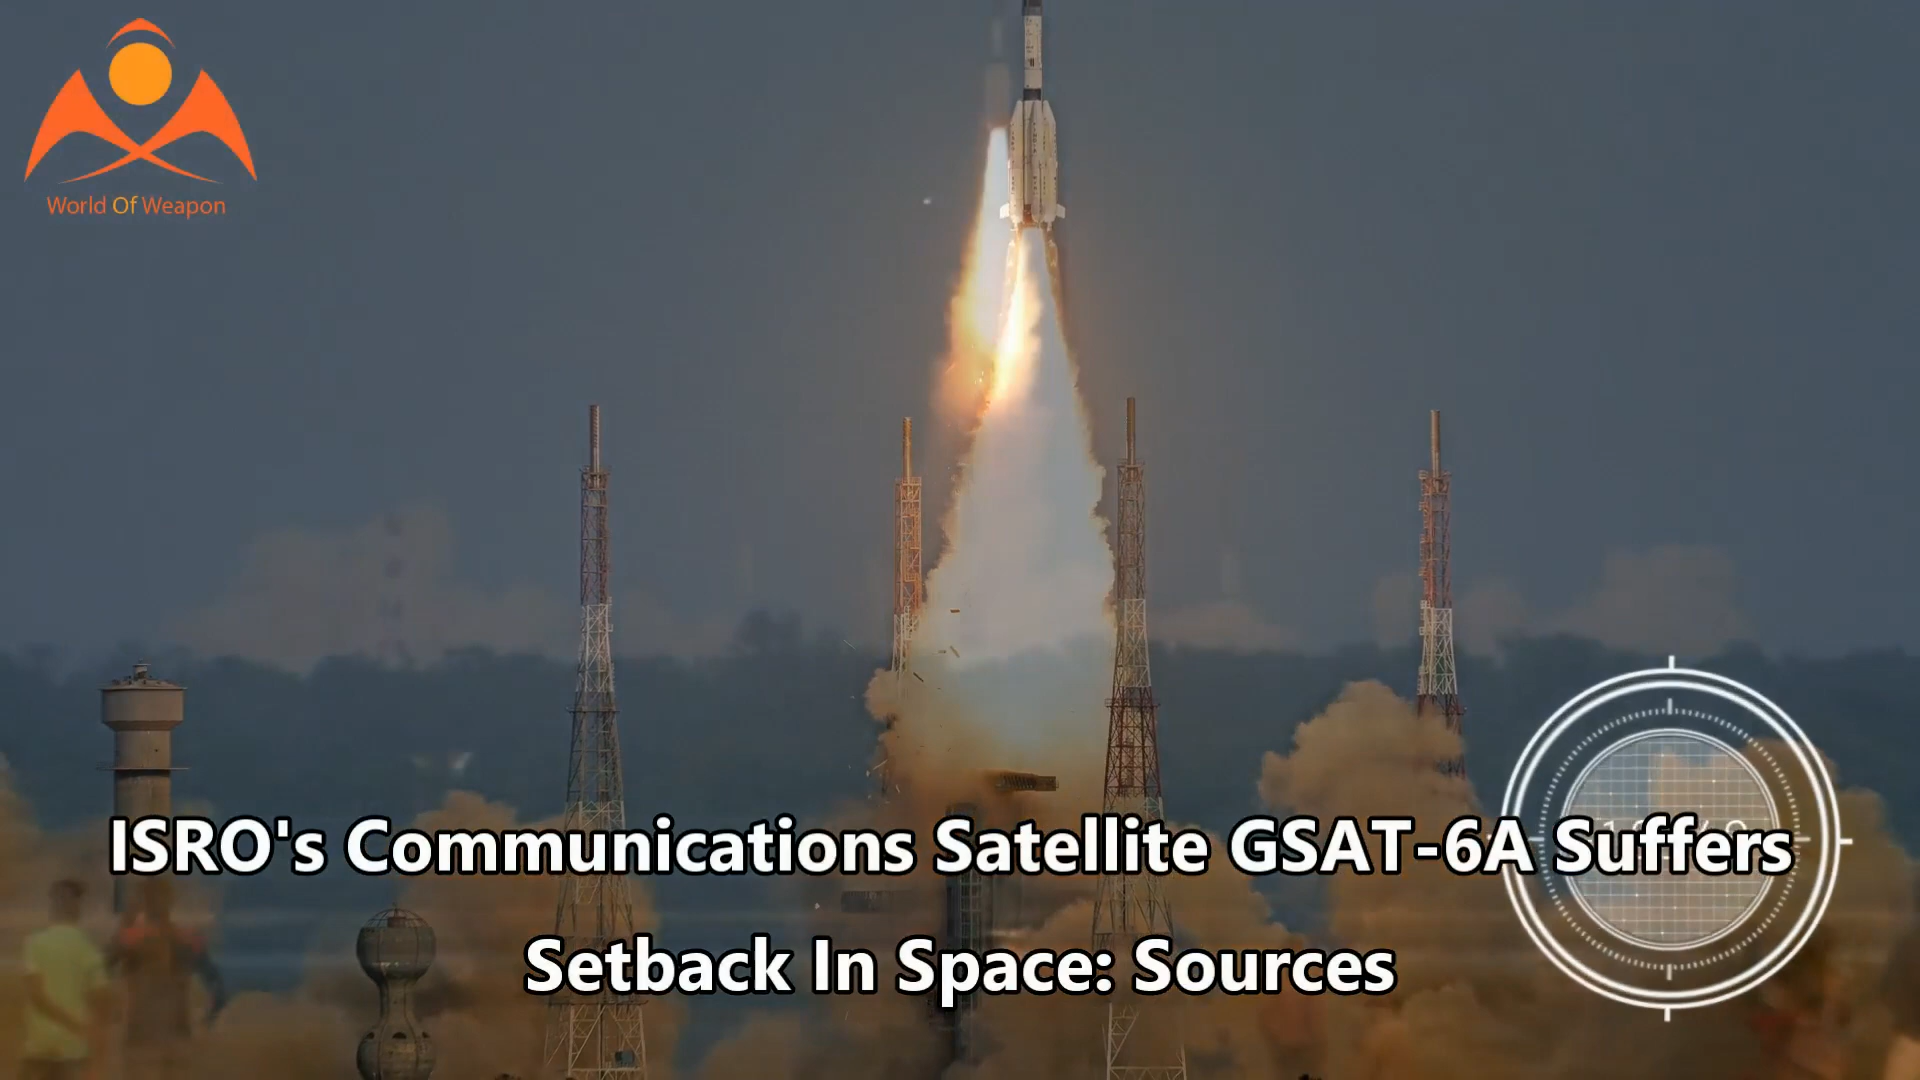 World Of Weapon
ISRO's Communications Satellite GSAT-6A Suffers
Setback In Space: Sources